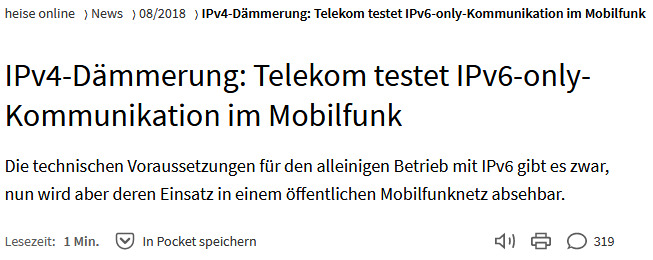 heise online 〉News 〉08/2018 〉IPv4-Dämmerung: Telekom testet IPv6-only-Kommunikation im Mobilfunk
IPv4-Dämmerung: Telekom testet IPv6-only-
Kommunikation im Mobilfunk
Die technischen Voraussetzungen für den alleinigen Betrieb mit IPv6 gibt es zwar,
nun wird aber deren Einsatz in einem öffentlichen Mobilfunknetz absehbar.
Lesezeit: 1 Min. In Pocket speichern 319